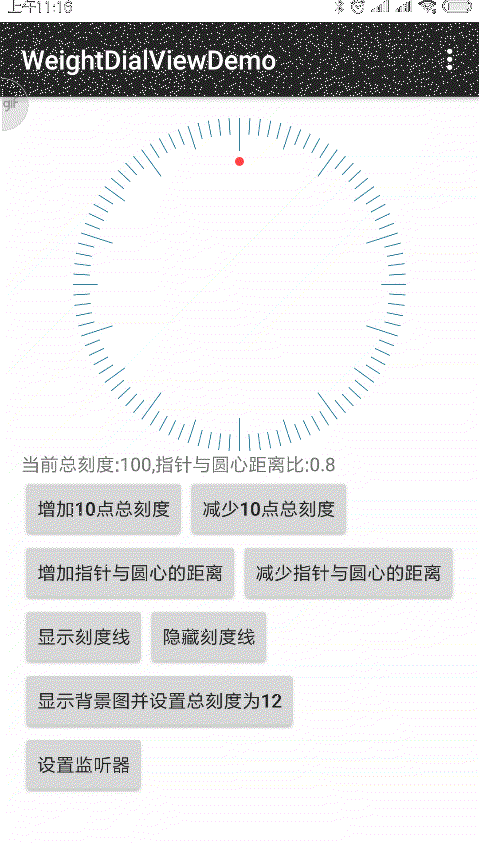 上午11:16
WeightDialViewDemo
gif
当前总刻度:100,指针与圆心距离比:0.8
增加10点总刻度 减少10点总刻度
增加指针与圆心的距离 减少指针与圆心的距离
显示刻度线 隐藏刻度线
显示背景图并设置总刻度为12
设置监听器